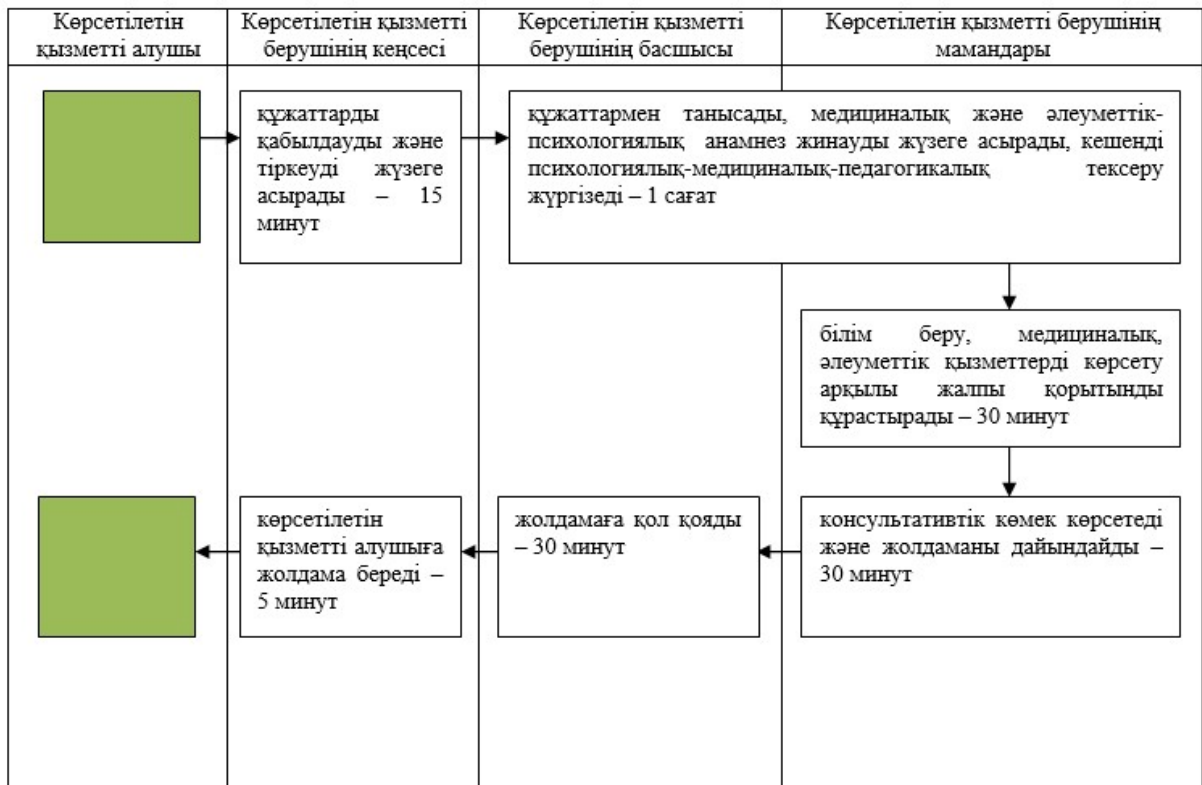 Көрсетілетін
қызметті алушы
Көрсетілетін қызметті
берушінің кеңсесі
Көрсетілетін қызметті
берушінің басшысы
Көрсетілетін қызметті берушінің
мамандары
құжаттарды
қабылдауды және
тіркеуді жүзеге
асырады – 15
минут
құжаттармен танысады, медициналық және әлеуметтік-
психологиялық анамнез жинауды жүзеге асырады, кешенді
психологиялық-медициналық-педагогикалық тексеру
жүргізеді – 1 сағат
білім беру, медициналық,
әлеуметтік қызметтерді көрсету
арқылы жалпы қорытынды
құрастырады – 30 минут
көрсетілетін
қызметті алушыға
жолдама береді –
5 минут
жолдамаға қол қояды
– 30 минут
консультативтік көмек көрсетеді
және жолдаманы дайындайды –
30 минут